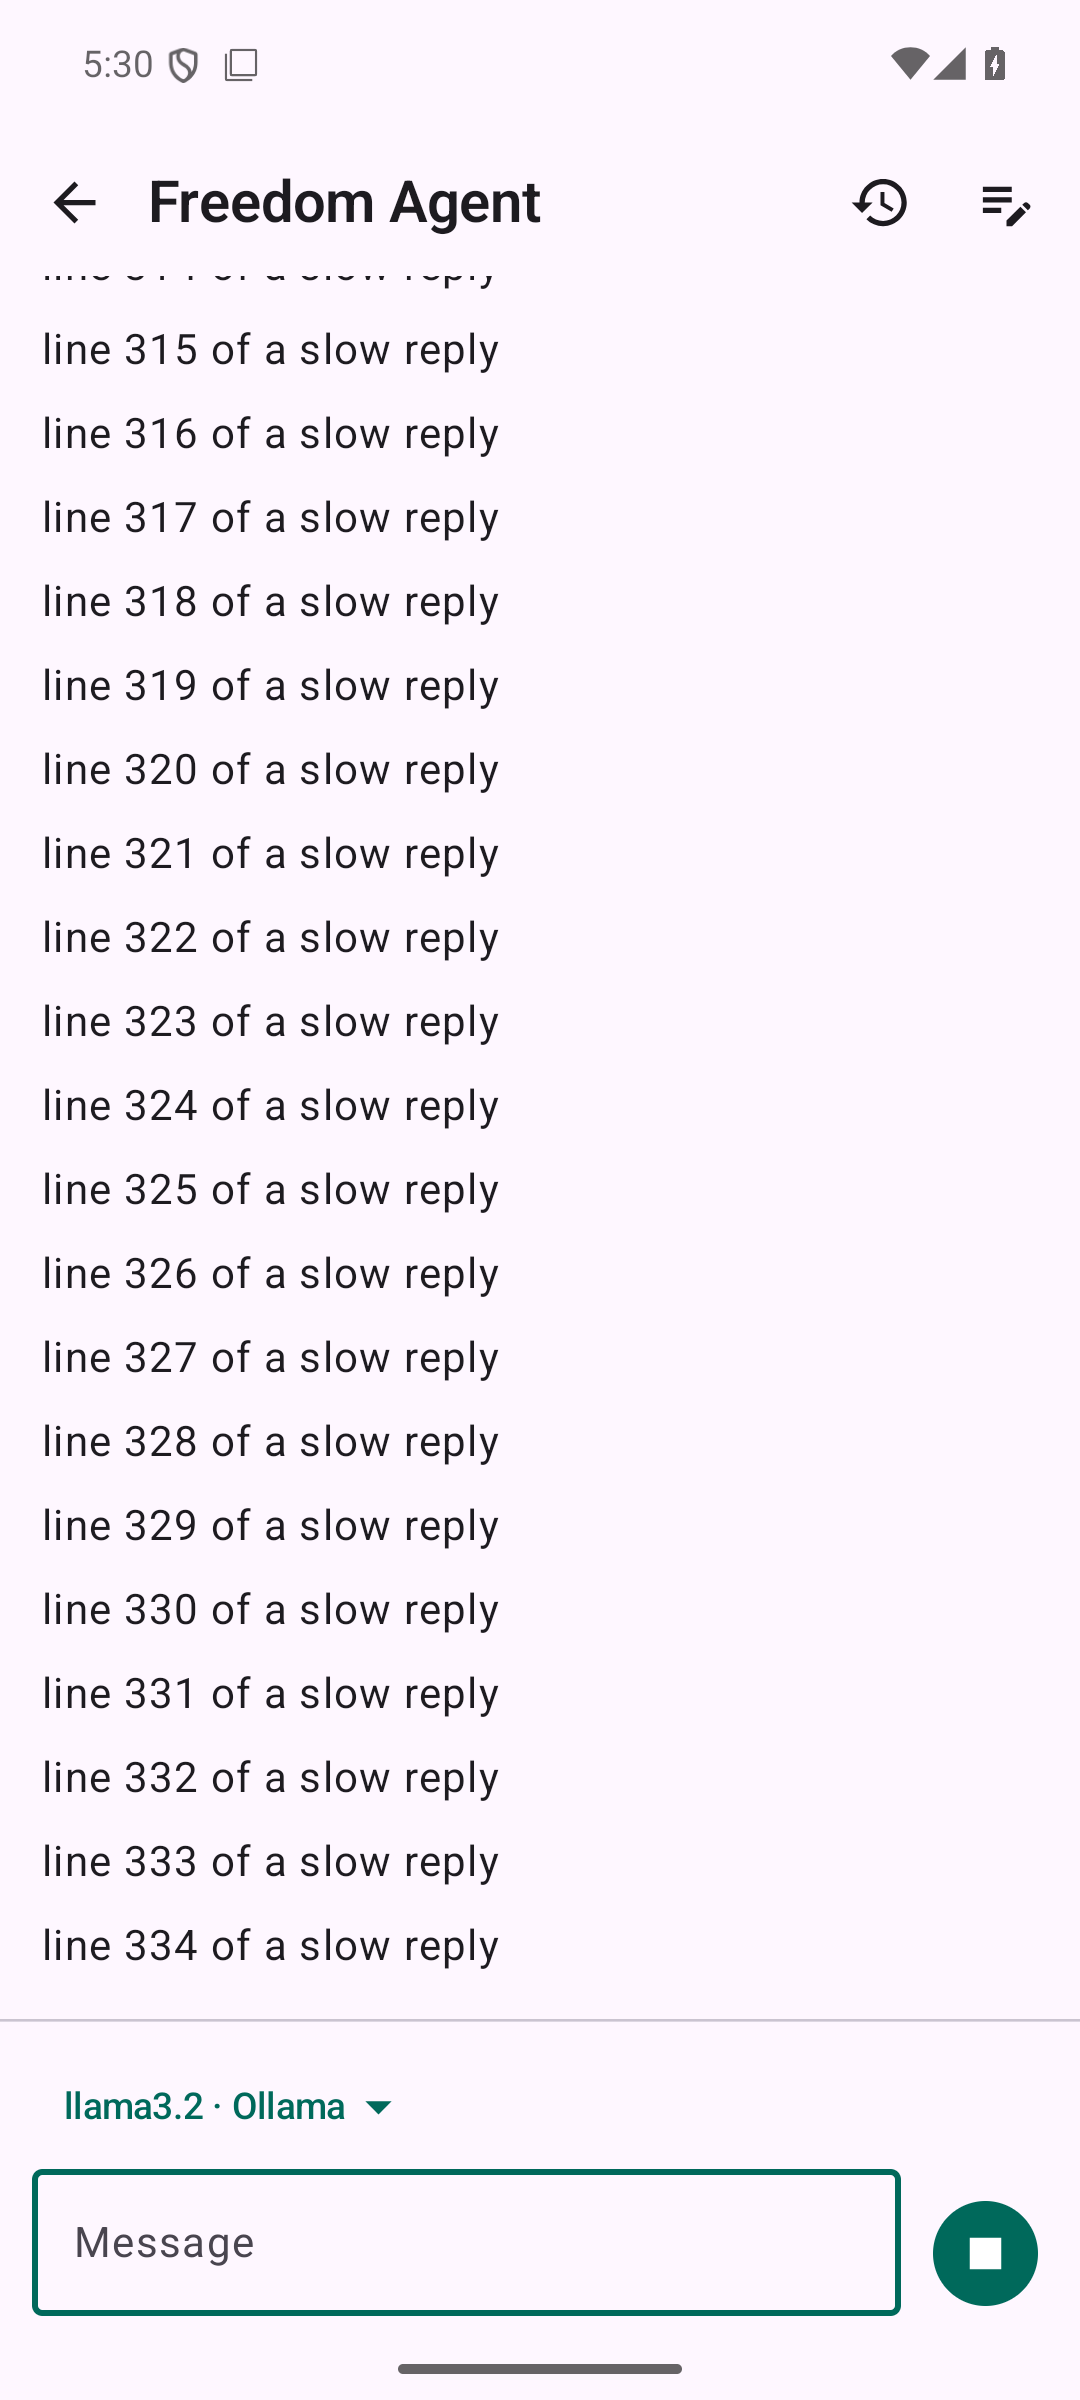 5:30
Freedom Agent
line 315 of a slow reply
line 316 of a slow reply
line 317 of a slow reply
line 318 of a slow reply
line 319 of a slow reply
line 320 of a slow reply
line 321 of a slow reply
line 322 of a slow reply
line 323 of a slow reply
line 324 of a slow reply
line 325 of a slow reply
line 326 of a slow reply
line 327 of a slow reply
line 328 of a slow reply
line 329 of a slow reply
line 330 of a slow reply
line 331 of a slow reply
line 332 of a slow reply
line 333 of a slow reply
line 334 of a slow reply
llama3.2 · Ollama
Message